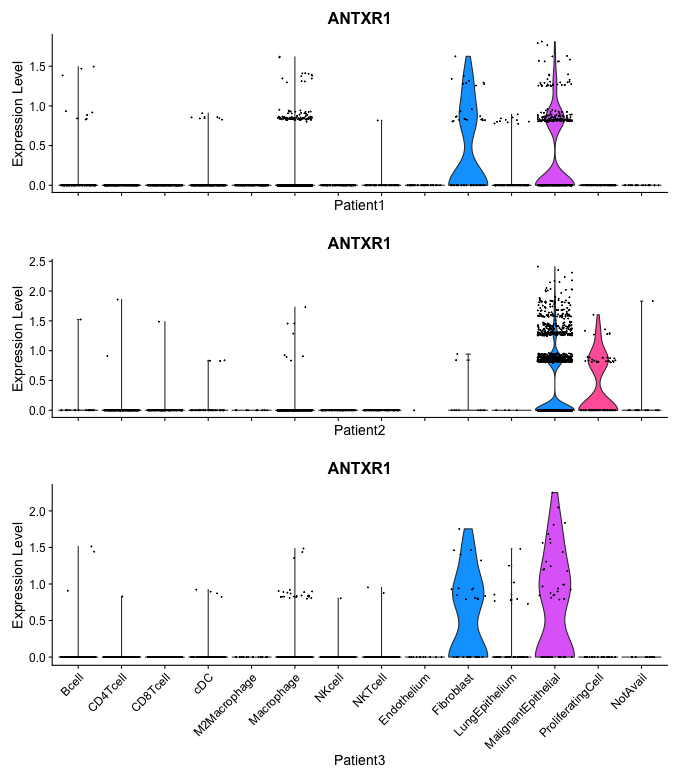 ANTXR1
Expression Level
1.5
1.0
0.5
0.0
Patient1
ANTXR1
Expression Level
2.5
2.0
1.5
1.0
0.5
0.0
Patient2
ANTXR1
Expression Level
2.0
1.5
1.0
0.5
0.0
Bcell
CD4Tcell
CD8Tcell
cDC
M2Macrophage
Macrophage
NKcell
NKTcell
Endothelium
Fibroblast
LungEpithelium
MalignantEpithelial
ProliferatingCell
NotAvail
Patient3